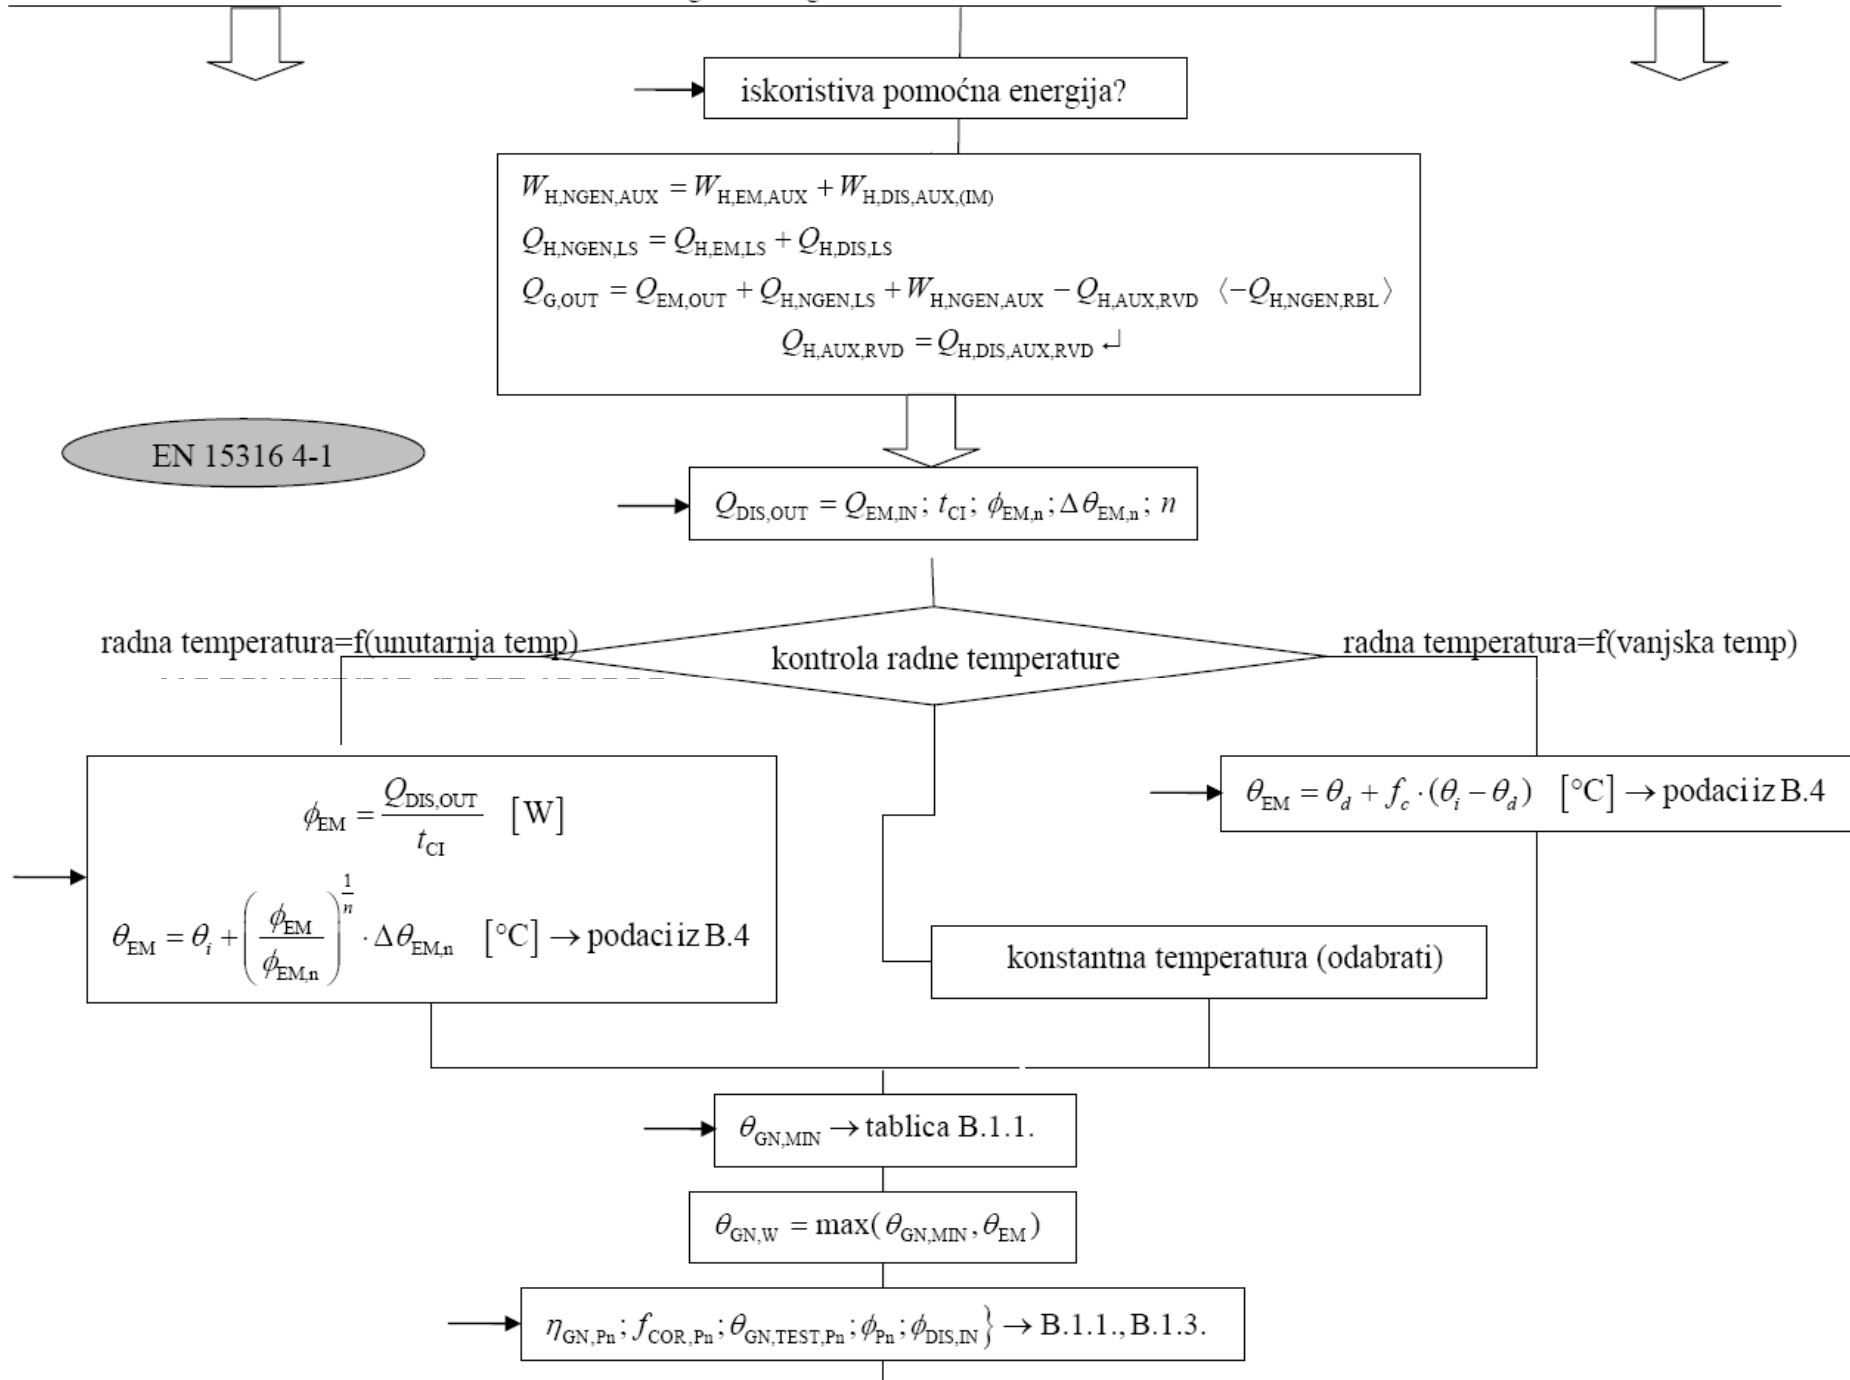 iskoristiva pomoćna energija?
W_H,NGEN,AUX = W_H,EM,AUX + W_H,DIS,AUX,(IM)
Q_H,NGEN,LS = Q_H,EM,LS + Q_H,DIS,LS
Q_G,OUT = Q_EM,OUT + Q_H,NGEN,LS + W_H,NGEN,AUX − Q_H,AUX,RVD ⟨−Q_H,NGEN,RBL⟩
Q_H,AUX,RVD = Q_H,DIS,AUX,RVD ↵
EN 15316 4-1
Q_DIS,OUT = Q_EM,IN; t_CI; ϕ_EM,n; Δθ_EM,n; n
radna temperatura=f(unutarnja temp)
kontrola radne temperature
radna temperatura=f(vanjska temp)
ϕ_EM = Q_DIS,OUT / t_CI [W]
θ_EM = θ_i + (ϕ_EM / ϕ_EM,n)^(1/n) · Δθ_EM,n [°C] → podaci iz B.4
θ_EM = θ_d + f_c · (θ_i − θ_d) [°C] → podaci iz B.4
konstantna temperatura (odabrati)
θ_GN,MIN → tablica B.1.1.
θ_GN,W = max(θ_GN,MIN, θ_EM)
η_GN,Pn; f_COR,Pn; θ_GN,TEST,Pn; ϕ_Pn; ϕ_DIS,IN} → B.1.1., B.1.3.